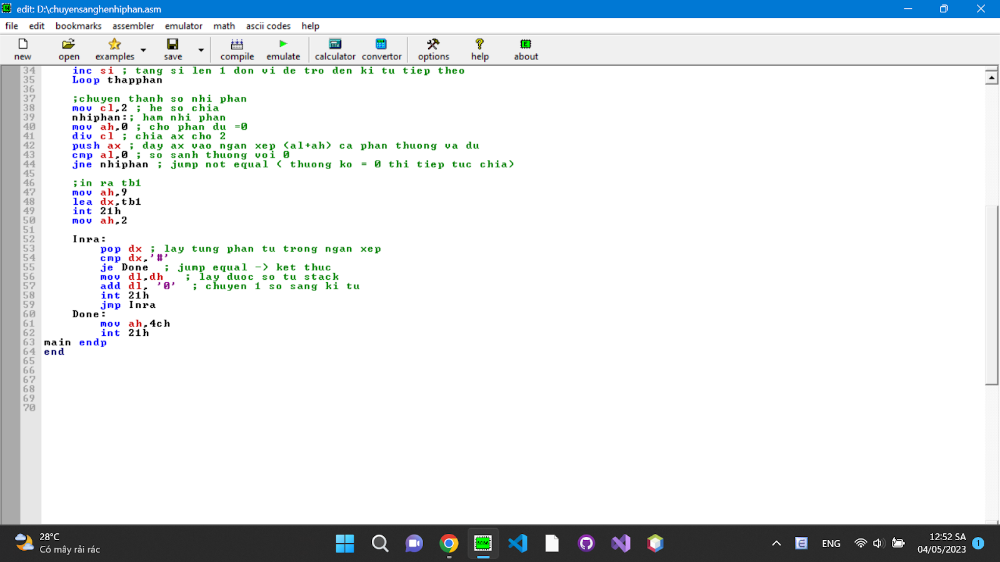 edit: D:\chuyensanghenhiphan.asm
file edit bookmarks assembler emulator math ascii codes help
new open examples save compile emulate calculator convertor options help about
34 inc si ; tang si len 1 don vi de tro den ki tu tiep theo
35 Loop thapphan
36
37 ;chuyen thanh so nhi phan
38 mov cl,2 ; he so chia
39 nhiphan:; ham nhi phan
40 mov ah,0 ; cho phan du =0
41 div cl ; chia ax cho 2
42 push ax ; day ax vao ngan xep (al+ah) ca phan thuong va du
43 cmp al,0 ; so sanh thuong voi 0
44 jne nhiphan ; jump not equal ( thuong ko = 0 thi tiep tuc chia)
45
46 ;in ra tb1
47 mov ah,9
48 lea dx,tb1
49 int 21h
50 mov ah,2
51
52 Inra:
53 pop dx ; lay tung phan tu trong ngan xep
54 cmp dx,'#'
55 je Done ; jump equal -> ket thuc
56 mov dl,dh ; lay duoc so tu stack
57 add dl, '0' ; chuyen 1 so sang ki tu
58 int 21h
59 jmp Inra
60 Done:
61 mov ah,4ch
62 int 21h
63 main endp
64 end
65
66
67
68
69
70
28°C
Có mây rải rác
8086
ENG
12:52 SA
04/05/2023
1